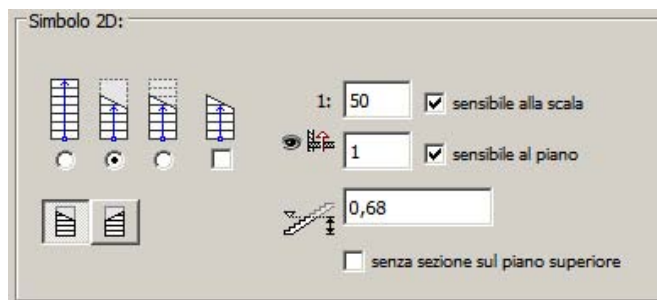 Simbolo 2D:
1: 50 sensibile alla scala
1 sensibile al piano
0,68
senza sezione sul piano superiore